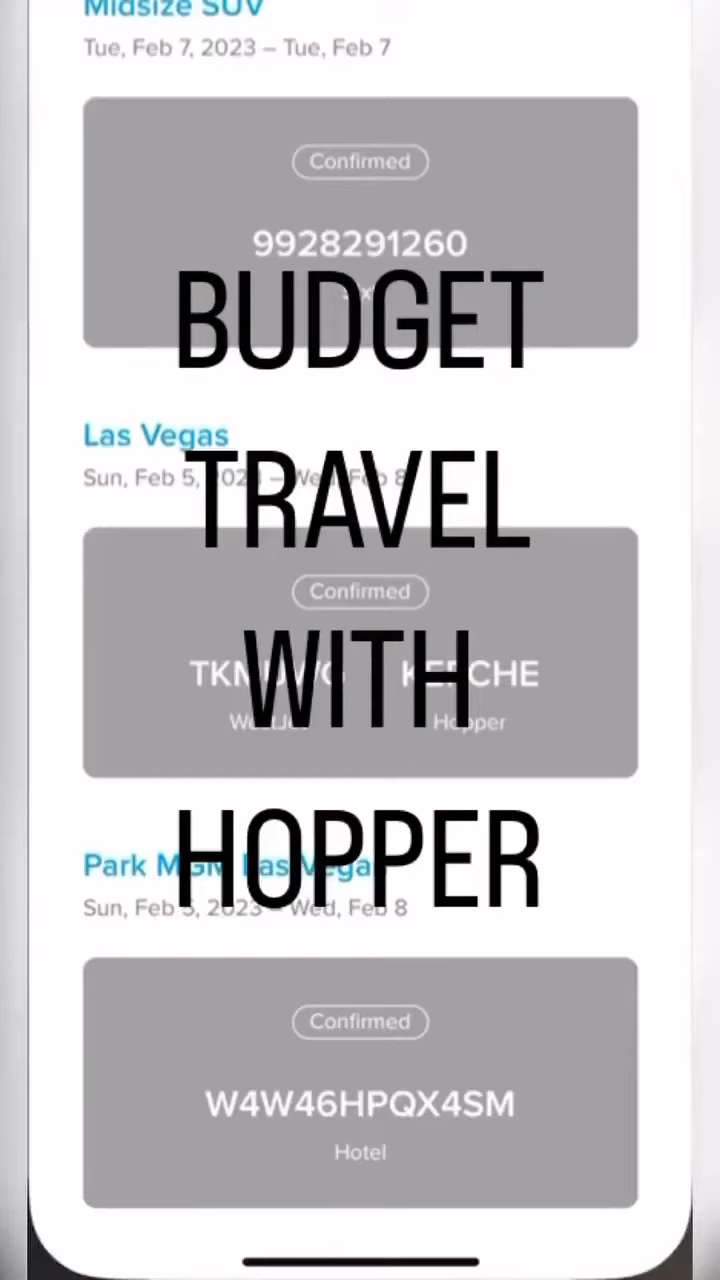 Midsize SUV
Tue, Feb 7, 2023 – Tue, Feb 7
Confirmed
9928291260
BUDGET
Las Vegas
Sun, Feb 5, 2023 – Wed, Feb 8
TRAVEL
Confirmed
WITH
WestJet Hopper
HOPPER
Park MGM Las Vegas
Sun, Feb 5, 2023 – Wed, Feb 8
Confirmed
W4W46HPQX4SM
Hotel